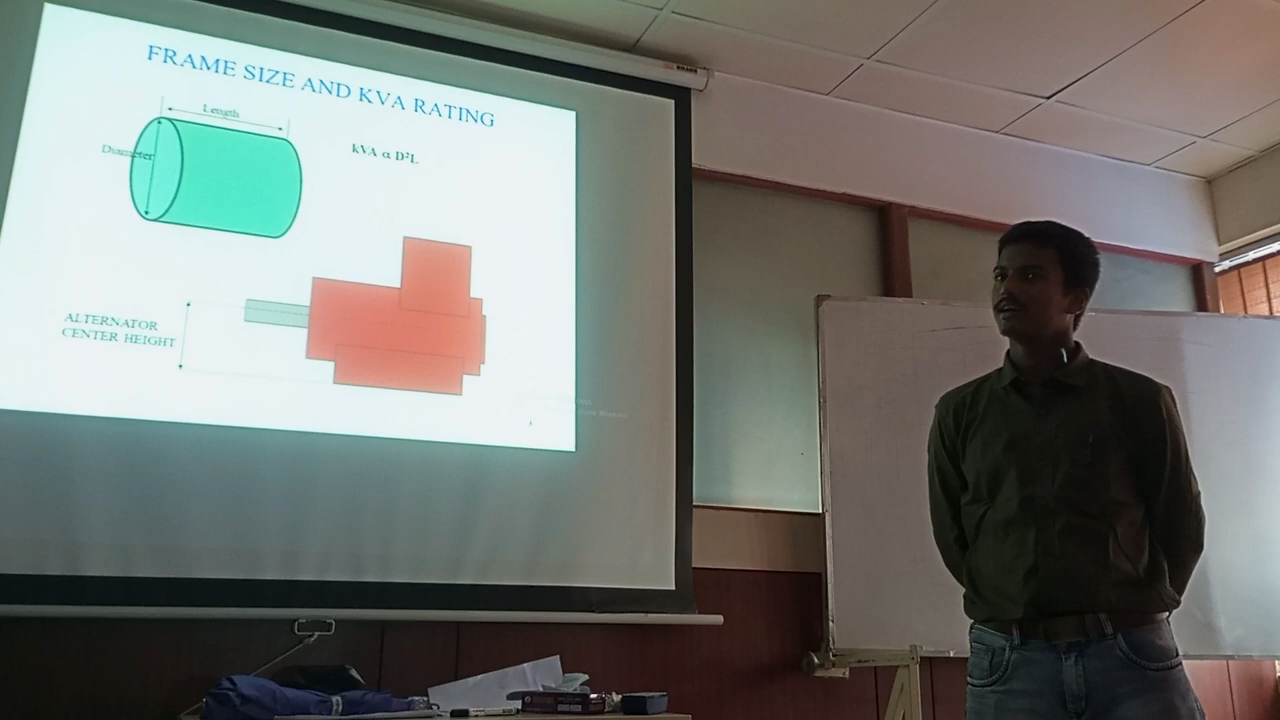 FRAME SIZE AND KVA RATING
Length
Diameter
kVA α D²L
ALTERNATOR
CENTER HEIGHT